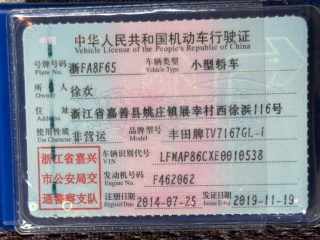 中华人民共和国机动车行驶证
Vehicle License of the People's Republic of China
号牌号码 浙FA8F65 车辆类型 小型轿车
Plate No. Vehicle Type
所有人 徐欢
Owner
住址 浙江省嘉善县姚庄镇展幸村西徐浜116号
Address
使用性质 非营运 品牌型号 丰田牌TV7167GL-i
Use Character Model
浙江省嘉兴
市公安局交
通警察支队
车辆识别代号 LFMAP86CXE0010538
VIN
发动机号码 F462062
Engine No.
注册日期 2014-07-25 发证日期 2019-11-19
Register Date Issue Date